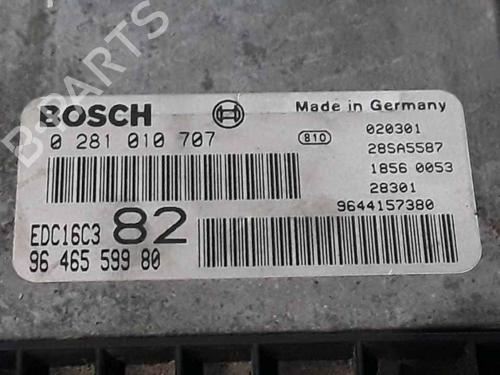 B-PARTS
BOSCH
Made in Germany
0 281 010 707
810
020301
28SA5587
1856 0053
28301
9644157380
EDC16C3
82
96 465 599 80